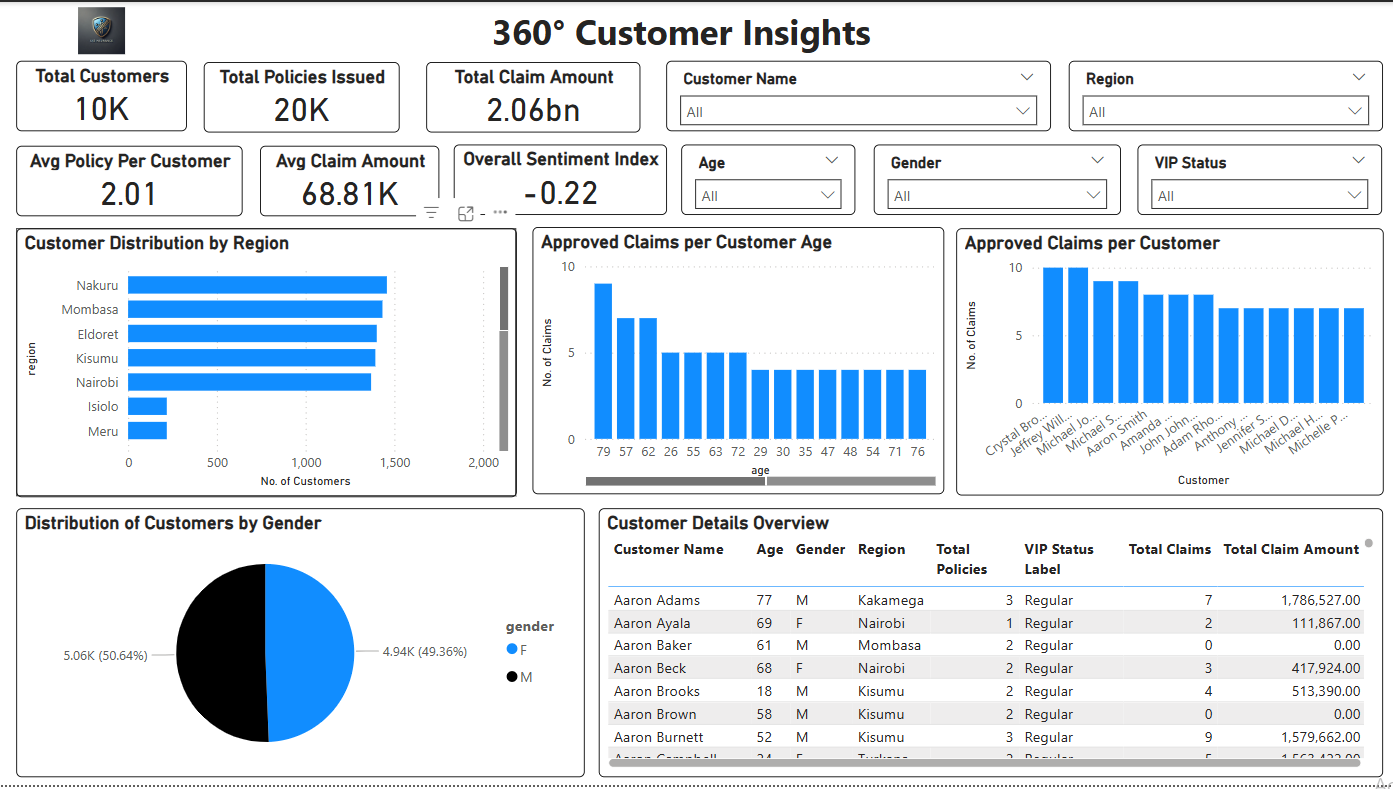 360° Customer Insights
Total Customers
10K
Total Policies Issued
20K
Total Claim Amount
2.06bn
Customer Name
All
Region
All
Avg Policy Per Customer
2.01
Avg Claim Amount
68.81K
Overall Sentiment Index
-0.22
Age
All
Gender
All
VIP Status
All
Customer Distribution by Region
region
Nakuru
Mombasa
Eldoret
Kisumu
Nairobi
Isiolo
Meru
0 500 1,000 1,500 2,000
No. of Customers
Approved Claims per Customer Age
No. of Claims
10
5
0
79 57 62 26 55 63 72 29 30 35 47 48 54 71 76
age
Approved Claims per Customer
No. of Claims
10
5
0
Crystal Bro...
Jeffrey Will...
Michael Jo...
Michael S...
Aaron Smith
Amanda ...
John John...
Adam Rho...
Anthony ...
Jennifer S...
Michael D...
Michael H...
Michelle P...
Customer
Distribution of Customers by Gender
5.06K (50.64%)
4.94K (49.36%)
gender
F
M
Customer Details Overview
Customer Name Age Gender Region Total Policies VIP Status Label Total Claims Total Claim Amount
Aaron Adams 77 M Kakamega 3 Regular 7 1,786,527.00
Aaron Ayala 69 F Nairobi 1 Regular 2 111,867.00
Aaron Baker 61 M Mombasa 2 Regular 0 0.00
Aaron Beck 68 F Nairobi 2 Regular 3 417,924.00
Aaron Brooks 18 M Kisumu 2 Regular 4 513,390.00
Aaron Brown 58 M Kisumu 2 Regular 0 0.00
Aaron Burnett 52 M Kisumu 3 Regular 9 1,579,662.00